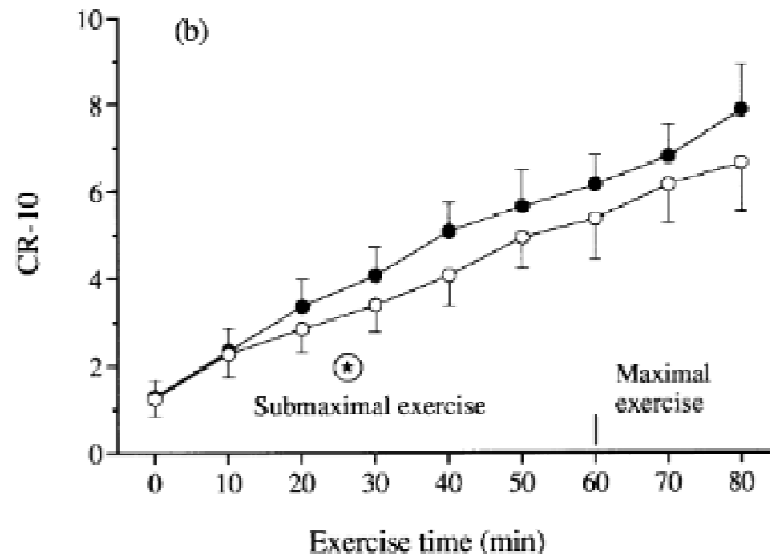 (b)
10
8
6
4
2
0
CR-10
Submaximal exercise
Maximal
exercise
0 10 20 30 40 50 60 70 80
Exercise time (min)